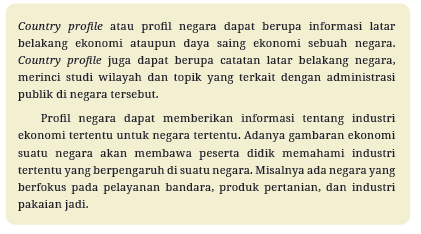 Country profile atau profil negara dapat berupa informasi latar
belakang ekonomi ataupun daya saing ekonomi sebuah negara.
Country profile juga dapat berupa catatan latar belakang negara,
merinci studi wilayah dan topik yang terkait dengan administrasi
publik di negara tersebut.
Profil negara dapat memberikan informasi tentang industri
ekonomi tertentu untuk negara tertentu. Adanya gambaran ekonomi
suatu negara akan membawa peserta didik memahami industri
tertentu yang berpengaruh di suatu negara. Misalnya ada negara yang
berfokus pada pelayanan bandara, produk pertanian, dan industri
pakaian jadi.